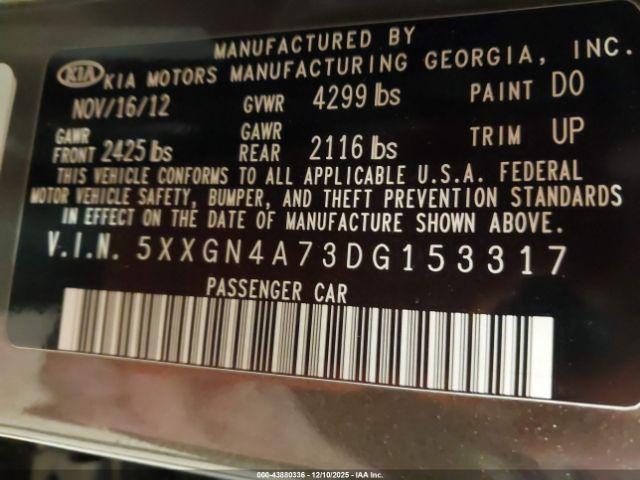 MANUFACTURED BY
KIA KIA MOTORS MANUFACTURING GEORGIA, INC.
NOV/16/12 GVWR 4299 lbs PAINT DO
GAWR FRONT 2425 lbs GAWR REAR 2116 lbs TRIM UP
THIS VEHICLE CONFORMS TO ALL APPLICABLE U.S.A. FEDERAL
MOTOR VEHICLE SAFETY, BUMPER, AND THEFT PREVENTION STANDARDS
IN EFFECT ON THE DATE OF MANUFACTURE SHOWN ABOVE.
V.I.N. 5XXGN4A73DG153317
PASSENGER CAR
000-43880336 - 12/10/2025 - IAA Inc.